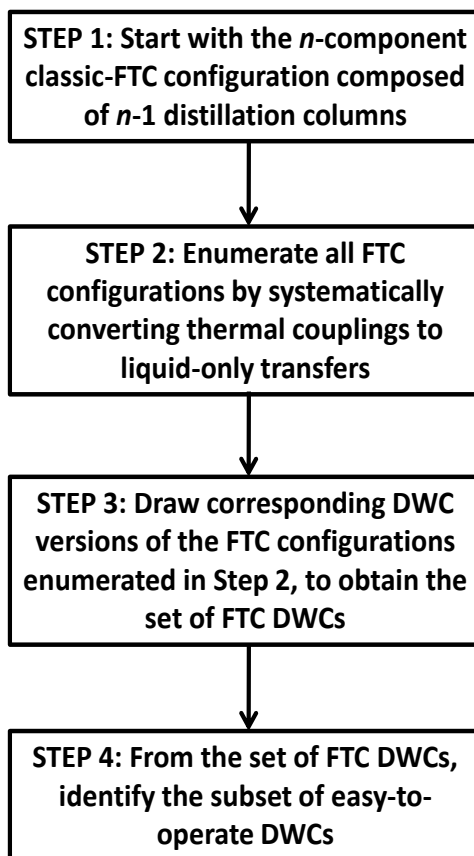 STEP 1: Start with the n-component
classic-FTC configuration composed
of n-1 distillation columns
STEP 2: Enumerate all FTC
configurations by systematically
converting thermal couplings to
liquid-only transfers
STEP 3: Draw corresponding DWC
versions of the FTC configurations
enumerated in Step 2, to obtain the
set of FTC DWCs
STEP 4: From the set of FTC DWCs,
identify the subset of easy-to-
operate DWCs